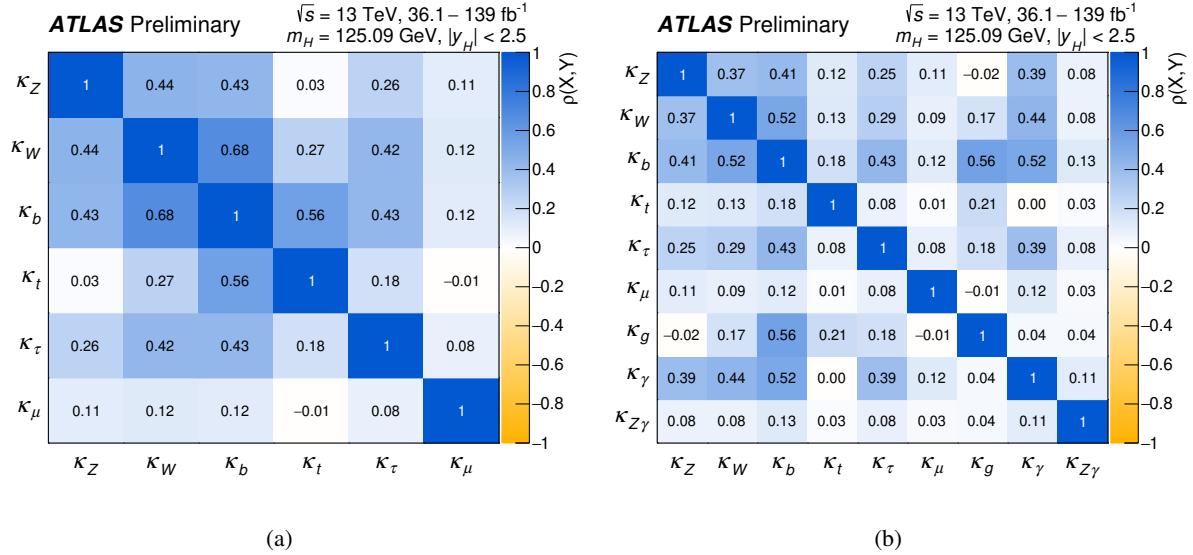 ATLAS Preliminary
√s = 13 TeV, 36.1 – 139 fb⁻¹
m_H = 125.09 GeV, |y_H| < 2.5
κ_Z 1 0.44 0.43 0.03 0.26 0.11
κ_W 0.44 1 0.68 0.27 0.42 0.12
κ_b 0.43 0.68 1 0.56 0.43 0.12
κ_t 0.03 0.27 0.56 1 0.18 −0.01
κ_τ 0.26 0.42 0.43 0.18 1 0.08
κ_μ 0.11 0.12 0.12 −0.01 0.08 1
κ_Z κ_W κ_b κ_t κ_τ κ_μ
1
0.8
0.6
0.4
0.2
0
−0.2
−0.4
−0.6
−0.8
−1
ρ(X,Y)
(a)
ATLAS Preliminary
√s = 13 TeV, 36.1 – 139 fb⁻¹
m_H = 125.09 GeV, |y_H| < 2.5
κ_Z 1 0.37 0.41 0.12 0.25 0.11 −0.02 0.39 0.08
κ_W 0.37 1 0.52 0.13 0.29 0.09 0.17 0.44 0.08
κ_b 0.41 0.52 1 0.18 0.43 0.12 0.56 0.52 0.13
κ_t 0.12 0.13 0.18 1 0.08 0.01 0.21 0.00 0.03
κ_τ 0.25 0.29 0.43 0.08 1 0.08 0.18 0.39 0.08
κ_μ 0.11 0.09 0.12 0.01 0.08 1 −0.01 0.12 0.03
κ_g −0.02 0.17 0.56 0.21 0.18 −0.01 1 0.04 0.04
κ_γ 0.39 0.44 0.52 0.00 0.39 0.12 0.04 1 0.11
κ_Zγ 0.08 0.08 0.13 0.03 0.08 0.03 0.04 0.11 1
κ_Z κ_W κ_b κ_t κ_τ κ_μ κ_g κ_γ κ_Zγ
1
0.8
0.6
0.4
0.2
0
−0.2
−0.4
−0.6
−0.8
−1
ρ(X,Y)
(b)